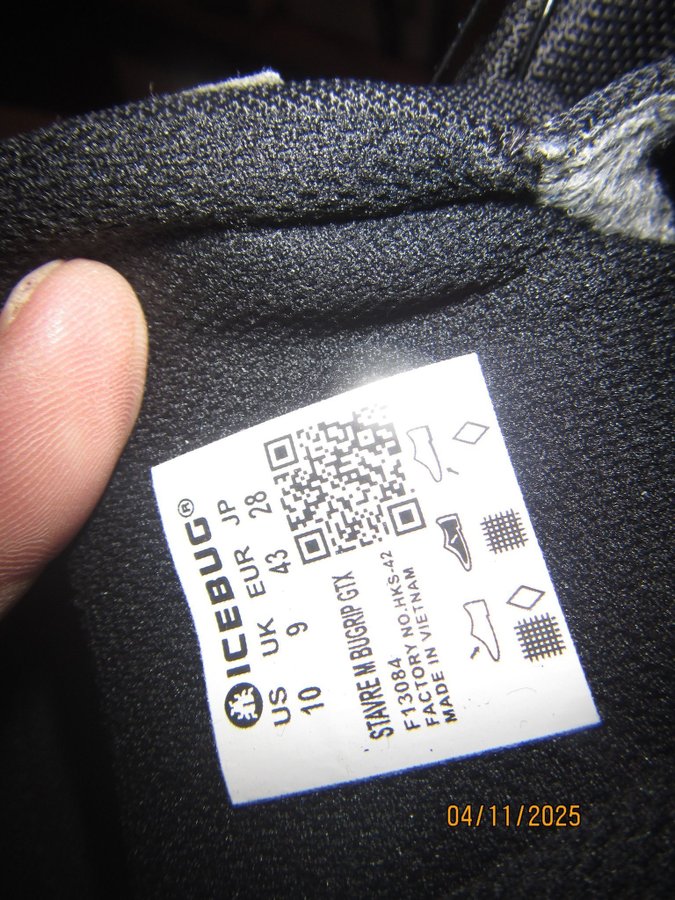 ICEBUG®
US UK EUR JP
10 9 43 28
STAVRE M BUGRIP GTX
F13084
FACTORY NO.HKS-42
MADE IN VIETNAM
04/11/2025